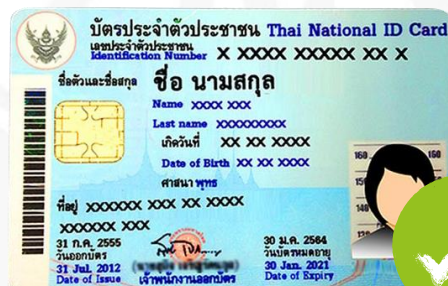 บัตรประจำตัวประชาชน Thai National ID Card
เลขประจำตัวประชาชน
Identification Number X XXXX XXXXX XX X
ชื่อตัวและชื่อสกุล ชื่อ นามสกุล
Name XXXX XXX
Last name XXXXXXXXX
เกิดวันที่ XX XX XXXX
Date of Birth XX XX XXXX
ศาสนา พุทธ
ที่อยู่ XXXXXX XXX XX XXXX
XXXXXX XXX
31 ก.ค. 2555
วันออกบัตร
31 Jul. 2012
Date of Issue
เจ้าพนักงานออกบัตร
30 ม.ค. 2564
วันบัตรหมดอายุ
30 Jan. 2021
Date of Expiry
160
160
150
140